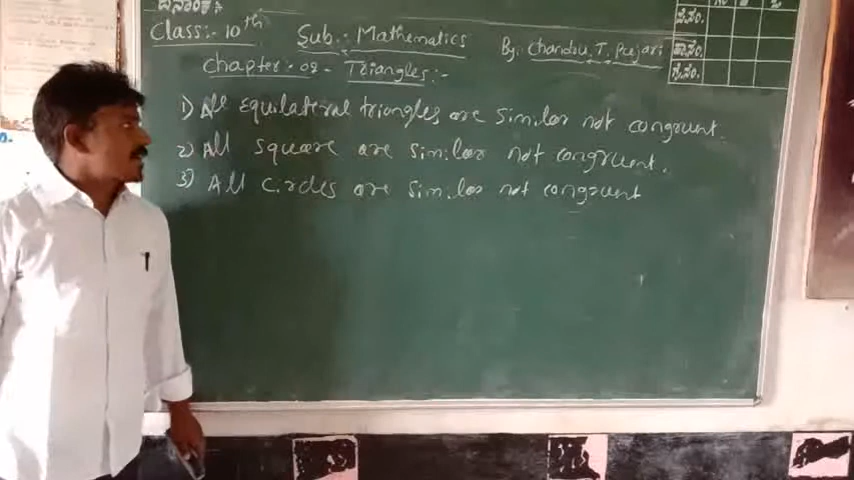 ದಿನಾಂಕ:
Class:- 10th Sub.: Mathematics By: Chandou. T. Pujari
Chapter:- 02 - Triangles:-
1) All equilateral triangles are similar not congruent.
2) All square are similar not congruent.
3) All circles are similar not congruent